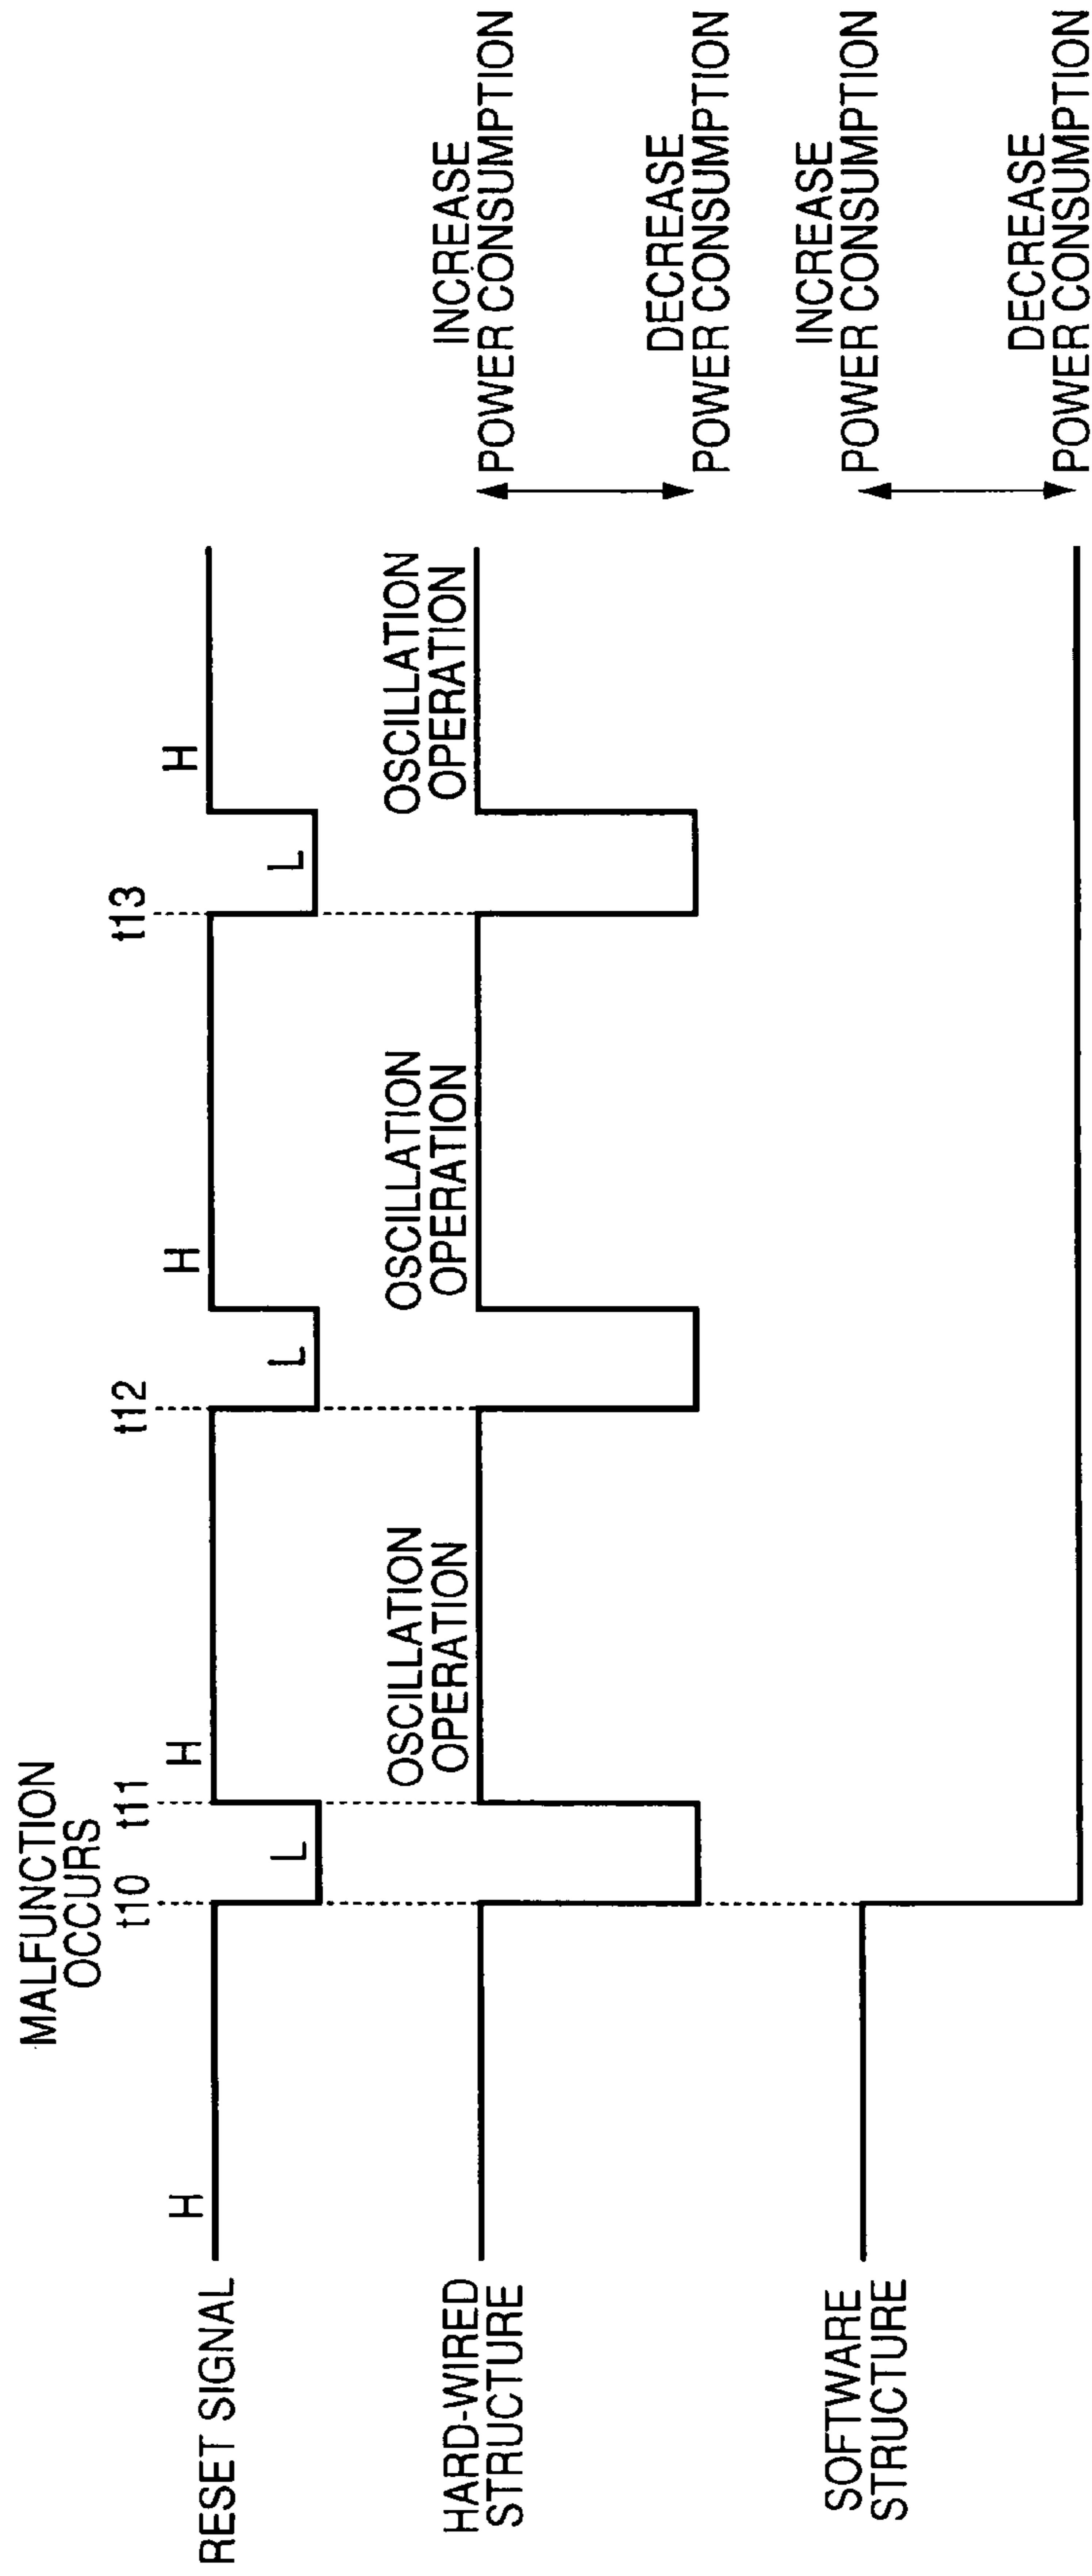 MALFUNCTION
OCCURS
t10
t11
t12
t13
RESET SIGNAL
H
L
H
L
H
L
H
HARD-WIRED
STRUCTURE
OSCILLATION
OPERATION
OSCILLATION
OPERATION
OSCILLATION
OPERATION
INCREASE
POWER CONSUMPTION
DECREASE
POWER CONSUMPTION
SOFTWARE
STRUCTURE
INCREASE
POWER CONSUMPTION
DECREASE
POWER CONSUMPTION